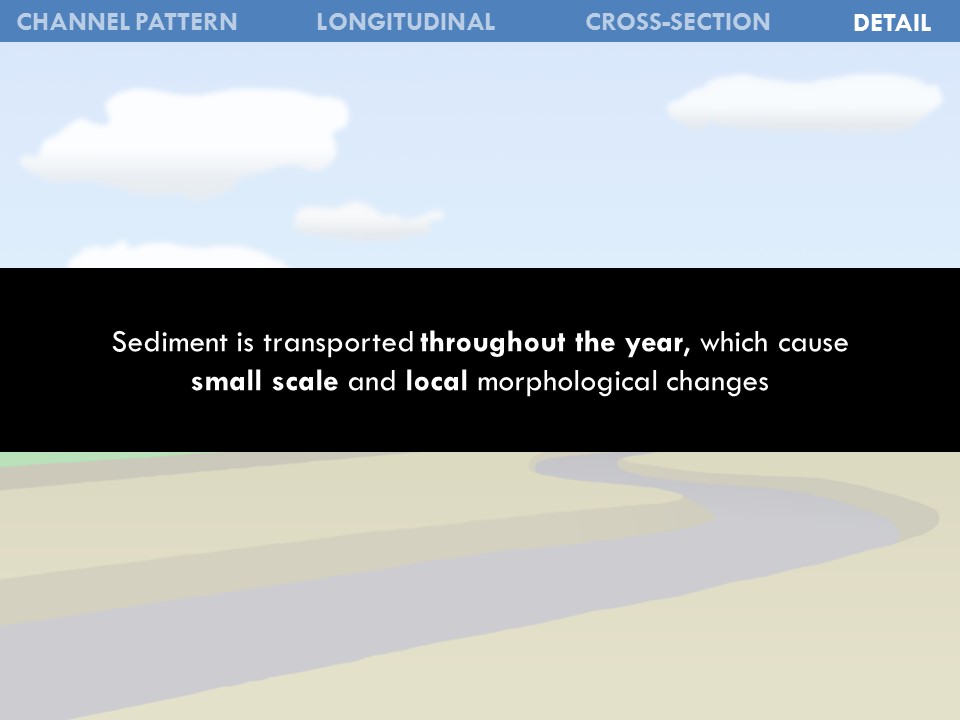 CHANNEL PATTERN LONGITUDINAL CROSS-SECTION DETAIL
Sediment is transported throughout the year, which cause
small scale and local morphological changes